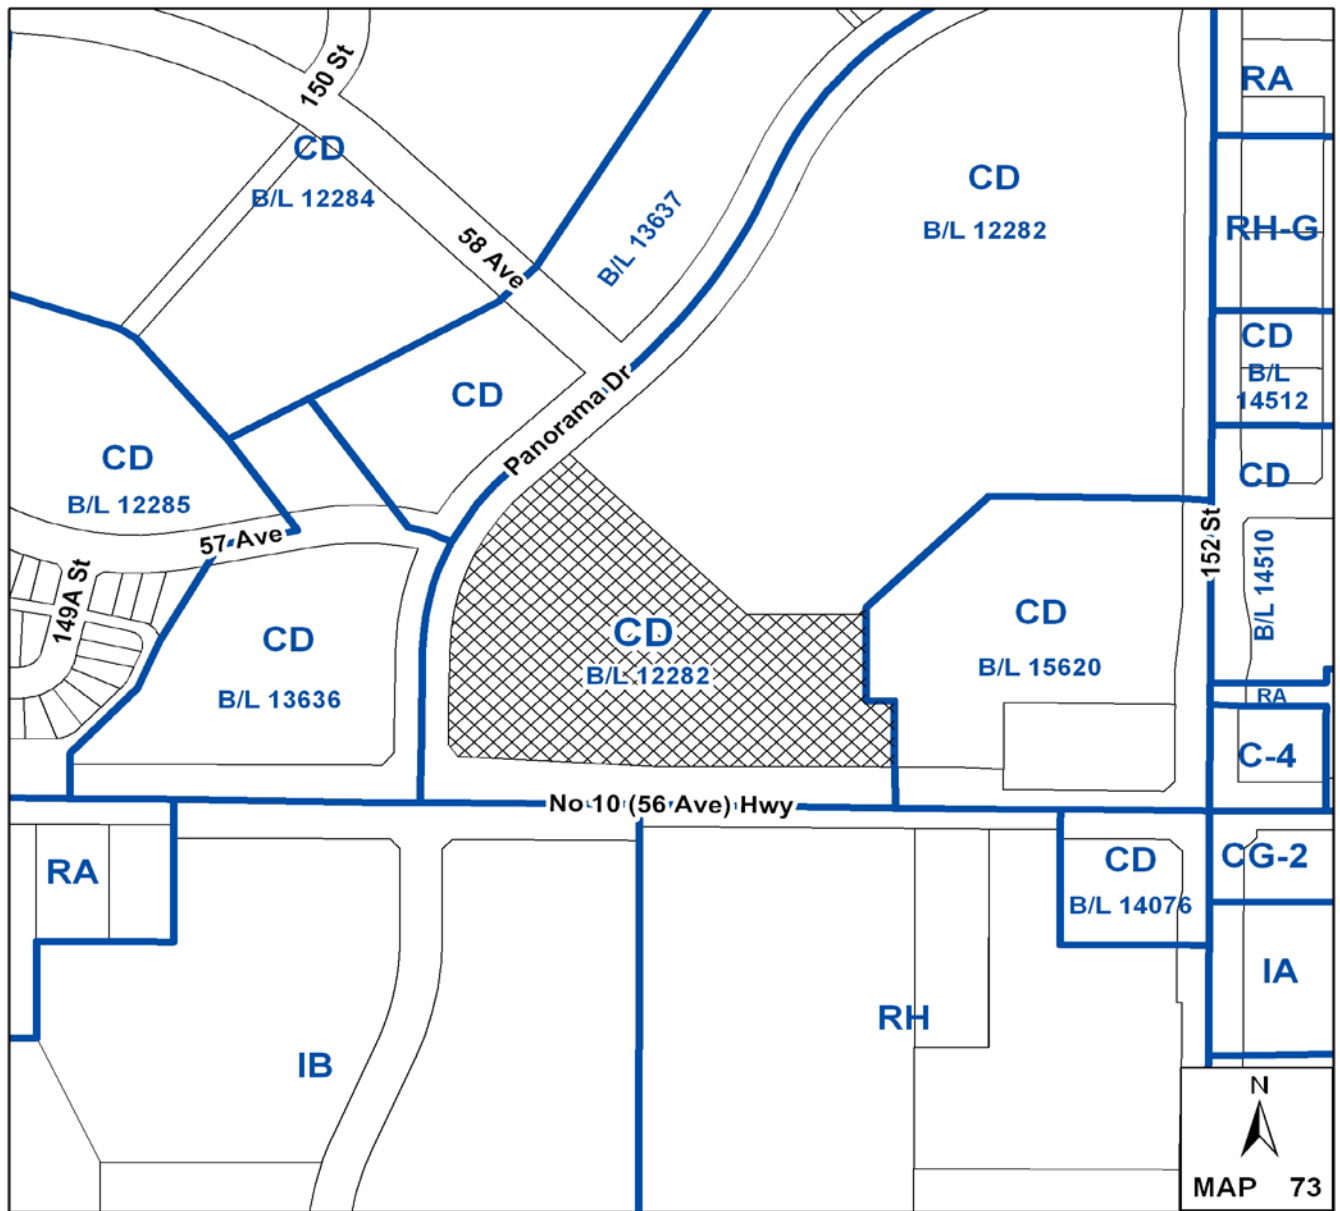 150 St
RA
CD
B/L 12284
CD
B/L 12282
B/L 13637
RH-G
58 Ave
CD
B/L
14512
Panorama Dr
CD
CD
B/L 12285
CD
57 Ave
152 St
B/L 14510
149A St
CD
B/L 13636
CD
B/L 12282
CD
B/L 15620
RA
C-4
No 10 (56 Ave) Hwy
RA
CD
B/L 14076
CG-2
IA
RH
IB
N
MAP 73